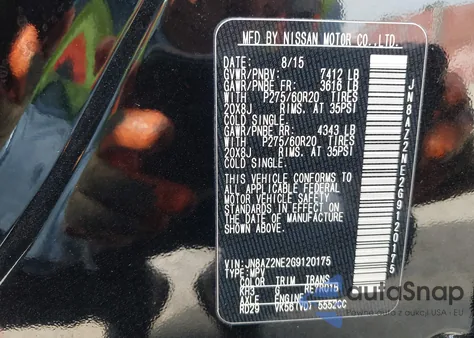 MFD BY NISSAN MOTOR CO.,LTD.
DATE: 8/15
GVWR/PNBV: 7412 LB
GAWR/PNBE FR: 3616 LB
WITH P275/60R20 TIRES
20X8J RIMS. AT 35PSI
COLD SINGLE.
GAWR/PNBE RR: 4343 LB
WITH P275/60R20 TIRES
20X8J RIMS. AT 35PSI
COLD SINGLE.
THIS VEHICLE CONFORMS TO
ALL APPLICABLE FEDERAL
MOTOR VEHICLE SAFETY
STANDARDS IN EFFECT ON
THE DATE OF MANUFACTURE
SHOWN ABOVE.
VIN:JN8AZ2NE2G9120175
TYPE:MPV
COLOR TRIM TRANS
G
AXLE ENGINE
RD29 5552CC
JN8AZ2NE2G9120175
autoSnap